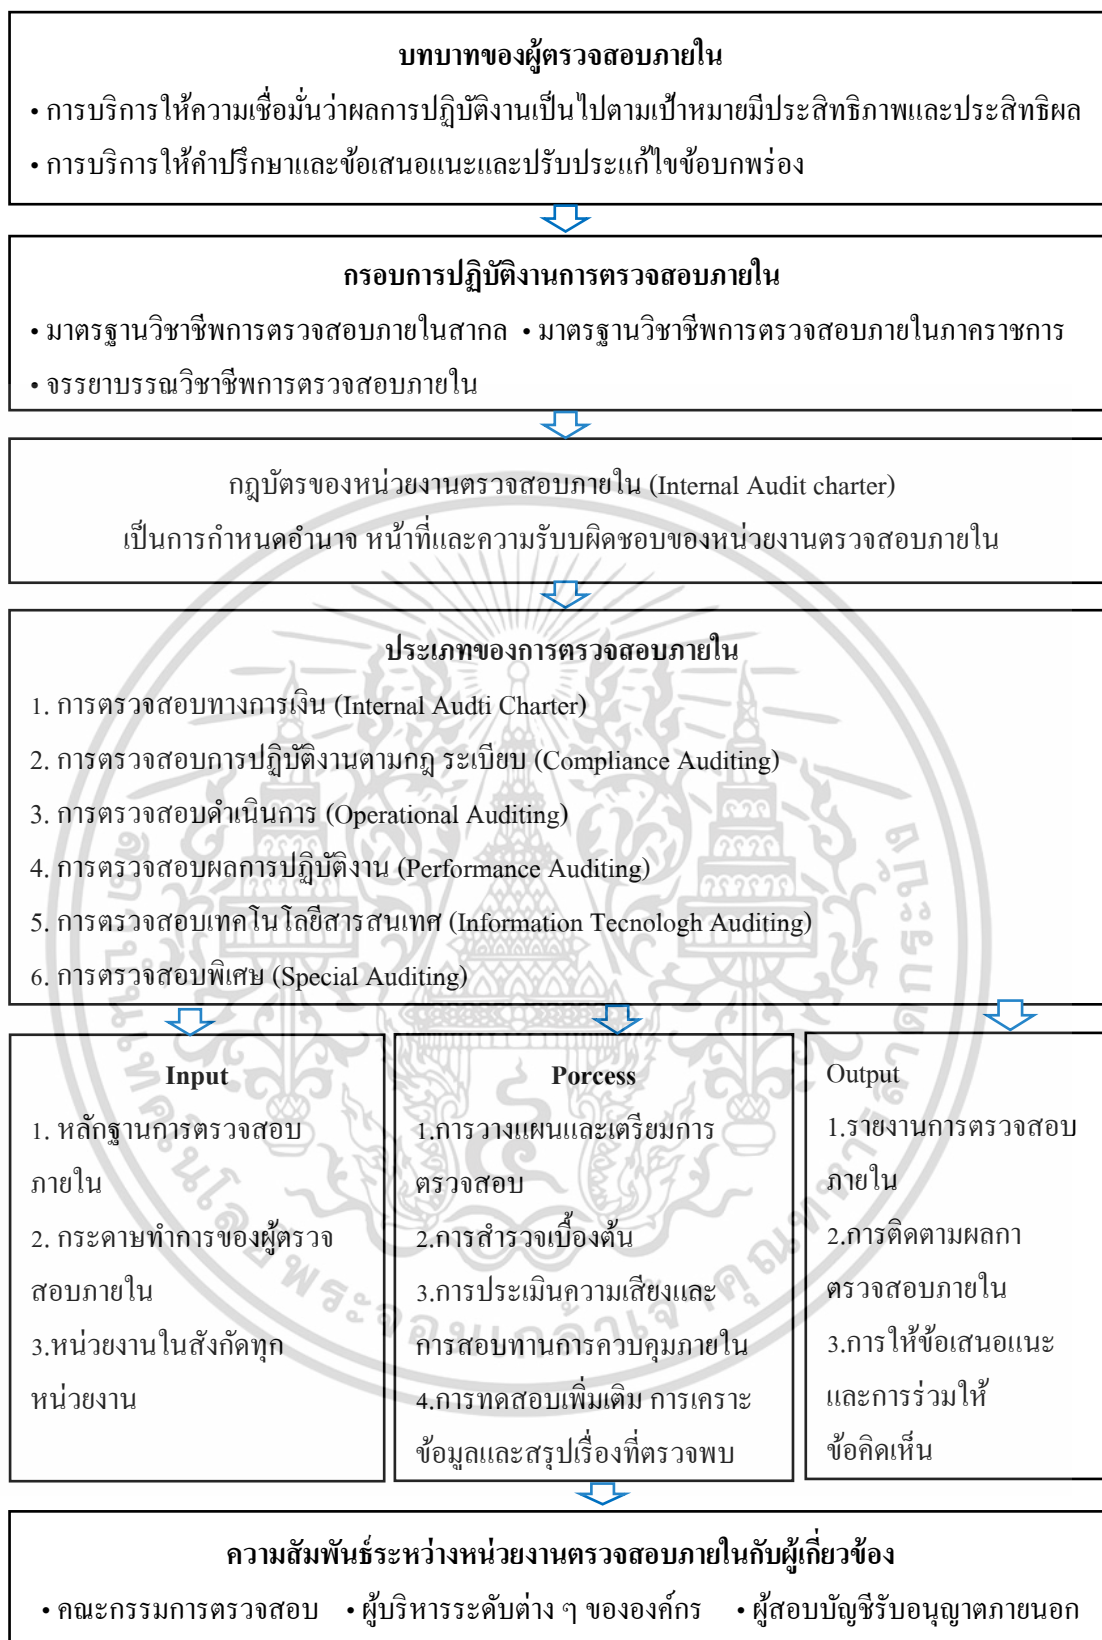 บทบาทของผู้ตรวจสอบภายใน
• การบริการให้ความเชื่อมั่นว่าผลการปฏิบัติงานเป็นไปตามเป้าหมายมีประสิทธิภาพและประสิทธิผล
• การบริการให้คำปรึกษาและข้อเสนอแนะและปรับประแก้ไขข้อบกพร่อง
กรอบการปฏิบัติงานการตรวจสอบภายใน
• มาตรฐานวิชาชีพการตรวจสอบภายในสากล • มาตรฐานวิชาชีพการตรวจสอบภายในภาคราชการ
• จรรยาบรรณวิชาชีพการตรวจสอบภายใน
กฎบัตรของหน่วยงานตรวจสอบภายใน (Internal Audit charter)
เป็นการกำหนดอำนาจ หน้าที่และความรับบผิดชอบของหน่วยงานตรวจสอบภายใน
ประเภทของการตรวจสอบภายใน
1. การตรวจสอบทางการเงิน (Internal Audti Charter)
2. การตรวจสอบการปฏิบัติงานตามกฎ ระเบียบ (Compliance Auditing)
3. การตรวจสอบดำเนินการ (Operational Auditing)
4. การตรวจสอบผลการปฏิบัติงาน (Performance Auditing)
5. การตรวจสอบเทคโนโลยีสารสนเทศ (Information Tecnologh Auditing)
6. การตรวจสอบพิเศษ (Special Auditing)
Input
1. หลักฐานการตรวจสอบ
ภายใน
2. กระดาษทำการของผู้ตรวจ
สอบภายใน
3.หน่วยงานในสังกัดทุก
หน่วยงาน
Porcess
1.การวางแผนและเตรียมการ
ตรวจสอบ
2.การสำรวจเบื้องต้น
3.การประเมินความเสียงและ
การสอบทานการควบคุมภายใน
4.การทดสอบเพิ่มเติม การเคราะ
ข้อมูลและสรุปเรื่องที่ตรวจพบ
Output
1.รายงานการตรวจสอบ
ภายใน
2.การติดตามผลกา
ตรวจสอบภายใน
3.การให้ข้อเสนอแนะ
และการร่วมให้
ข้อคิดเห็น
ความสัมพันธ์ระหว่างหน่วยงานตรวจสอบภายในกับผู้เกี่ยวข้อง
• คณะกรรมการตรวจสอบ • ผู้บริหารระดับต่าง ๆ ขององค์กร • ผู้สอบบัญชีรับอนุญาตภายนอก